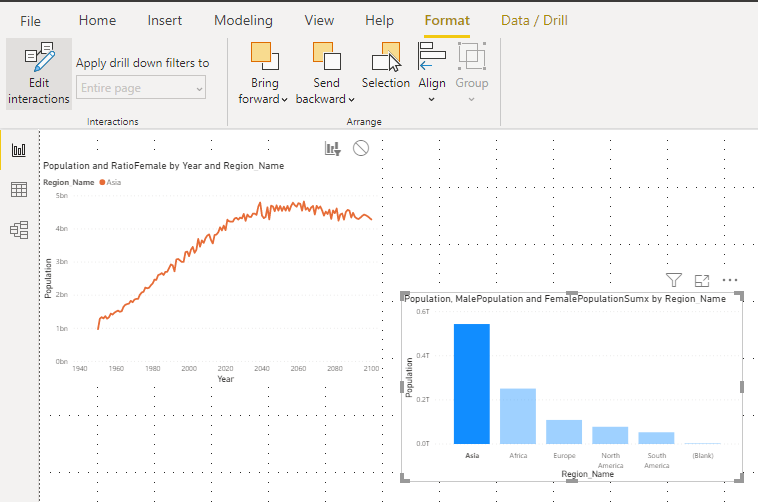 File Home Insert Modeling View Help Format Data / Drill
Edit interactions
Apply drill down filters to
Entire page
Bring forward
Send backward
Selection
Align
Group
Interactions
Arrange
Population and RatioFemale by Year and Region_Name
Region_Name Asia
5bn
4bn
3bn
2bn
1bn
0bn
Population
1940 1960 1980 2000 2020 2040 2060 2080 2100
Year
Population, MalePopulation and FemalePopulationSumx by Region_Name
0.6T
0.4T
0.2T
0.0T
Population
Asia Africa Europe North America South America (Blank)
Region_Name